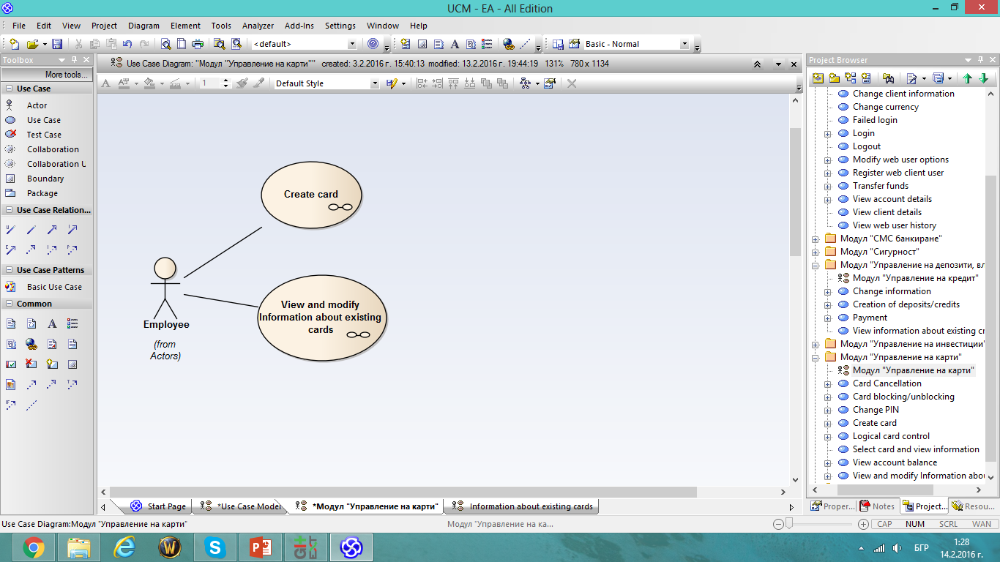 UCM - EA - All Edition
File Edit View Project Diagram Element Tools Analyzer Add-Ins Settings Window Help
<default>
Basic - Normal
Toolbox
More tools...
Use Case
Actor
Use Case
Test Case
Collaboration
Collaboration U
Boundary
Package
Use Case Relation...
Use Case Patterns
Basic Use Case
Common
Use Case Diagram: "Модул "Управление на карти"" created: 3.2.2016 г. 15:40:13 modified: 13.2.2016 г. 19:44:19 131% 780 x 1134
1 Default Style
Create card
Employee
(from
Actors)
View and modify
Information about existing
cards
Project Browser
Change client information
Change currency
Failed login
Login
Logout
Modify web user options
Register web client user
Transfer funds
View account details
View client details
View web user history
Модул "СМС банкиране"
Модул "Сигурност"
Модул "Управление на депозити, вл
Модул "Управление на кредит"
Change information
Creation of deposits/credits
Payment
View information about existing cr
Модул "Управление на инвестиции"
Модул "Управление на карти"
Модул "Управление на карти"
Card Cancellation
Card blocking/unblocking
Change PIN
Create card
Logical card control
Select card and view information
View account balance
View and modify Information abou
Start Page *Use Case Model *Модул "Управление на карти" Information about existing cards
Proper... Notes Project... Resou...
Use Case Diagram:Модул "Управление на карти" Модул "Управление на ка... CAP NUM SCRL WAN
БГР 1:28
14.2.2016 г.